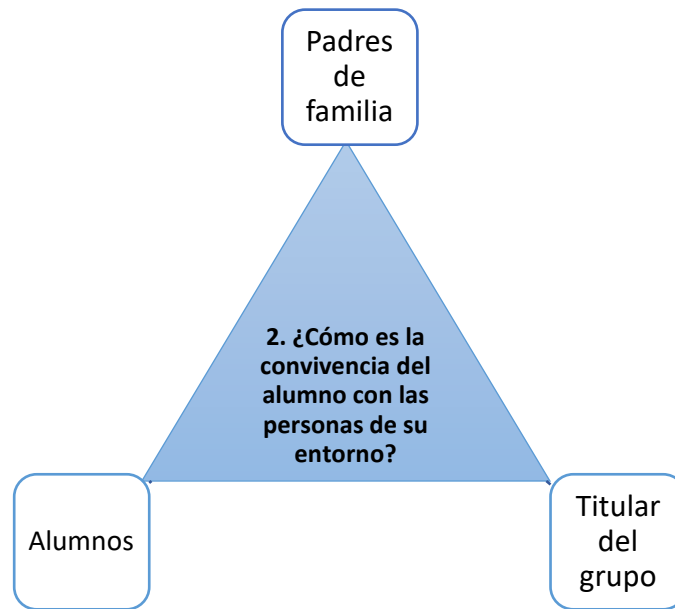 Padres
de
familia
2. ¿Cómo es la
convivencia del
alumno con las
personas de su
entorno?
Alumnos
Titular
del
grupo